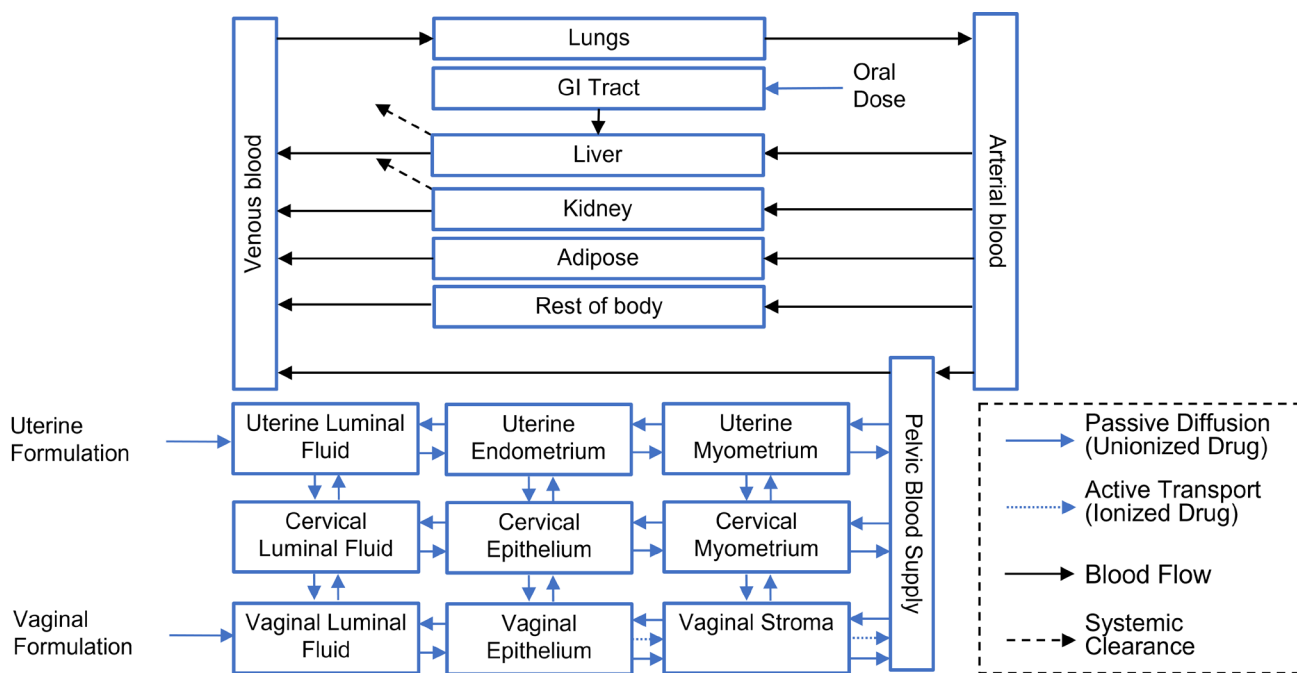 Venous blood
Lungs
GI Tract
Oral
Dose
Liver
Kidney
Adipose
Rest of body
Arterial blood
Uterine
Formulation
Uterine Luminal
Fluid
Uterine
Endometrium
Uterine
Myometrium
Cervical
Luminal Fluid
Cervical
Epithelium
Cervical
Myometrium
Vaginal
Formulation
Vaginal Luminal
Fluid
Vaginal
Epithelium
Vaginal Stroma
Pelvic Blood Supply
Passive Diffusion
(Unionized Drug)
Active Transport
(Ionized Drug)
Blood Flow
Systemic
Clearance